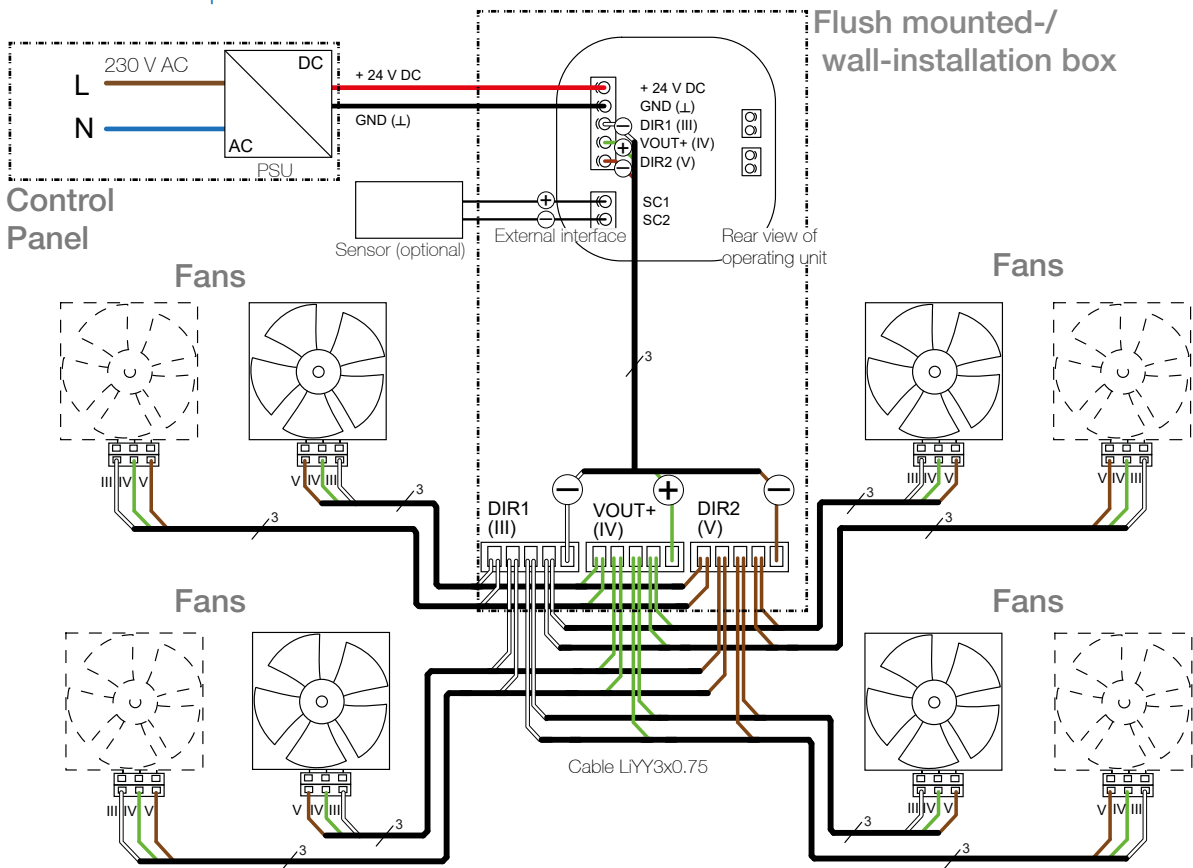 Flush mounted-/
wall-installation box
L
230 V AC
DC
N
AC
PSU
+ 24 V DC
GND (⊥)
Control
Panel
+ 24 V DC
GND (⊥)
DIR1 (III)
VOUT+ (IV)
DIR2 (V)
−
+
−
SC1
SC2
+
−
Sensor (optional)
External interface
Rear view of
operating unit
Fans
Fans
3
III
IV
V
V
IV
III
3
3
III
IV
V
V
IV
III
3
3
−
+
−
DIR1
(III)
VOUT+
(IV)
DIR2
(V)
Fans
Fans
Cable LiYY3x0.75
III
IV
V
V
IV
III
3
3
III
IV
V
V
IV
III
3
3